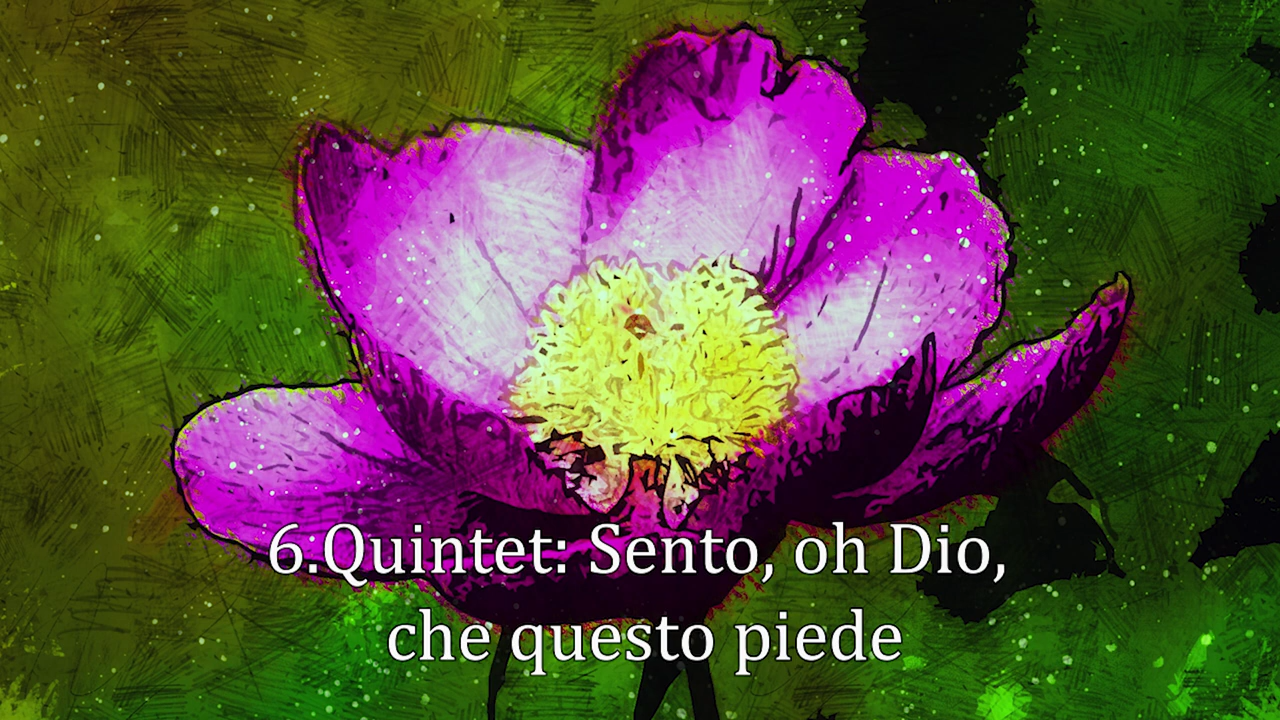 6.Quintet: Sento, oh Dio,
che questo piede